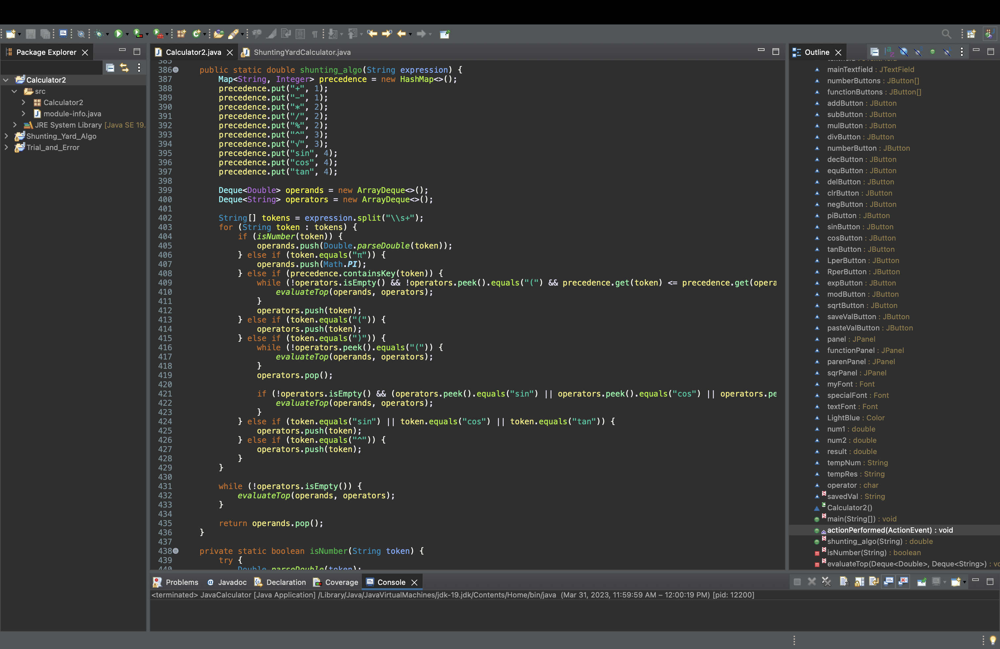 Package Explorer
Calculator2
src
Calculator2
module-info.java
JRE System Library [Java SE 19.
Shunting_Yard_Algo
Trial_and_Error
Calculator2.java
ShuntingYardCalculator.java
385
386 public static double shunting_algo(String expression) {
387 Map<String, Integer> precedence = new HashMap<>();
388 precedence.put("+", 1);
389 precedence.put("−", 1);
390 precedence.put("*", 2);
391 precedence.put("/", 2);
392 precedence.put("%", 2);
393 precedence.put("^", 3);
394 precedence.put("√", 3);
395 precedence.put("sin", 4);
396 precedence.put("cos", 4);
397 precedence.put("tan", 4);
398
399 Deque<Double> operands = new ArrayDeque<>();
400 Deque<String> operators = new ArrayDeque<>();
401
402 String[] tokens = expression.split("\\s+");
403 for (String token : tokens) {
404 if (isNumber(token)) {
405 operands.push(Double.parseDouble(token));
406 } else if (token.equals("π")) {
407 operands.push(Math.PI);
408 } else if (precedence.containsKey(token)) {
409 while (!operators.isEmpty() && !operators.peek().equals("(") && precedence.get(token) <= precedence.get(opera
410 evaluateTop(operands, operators);
411 }
412 operators.push(token);
413 } else if (token.equals("(")) {
414 operators.push(token);
415 } else if (token.equals(")")) {
416 while (!operators.peek().equals("(")) {
417 evaluateTop(operands, operators);
418 }
419 operators.pop();
420
421 if (!operators.isEmpty() && (operators.peek().equals("sin") || operators.peek().equals("cos") || operators.pe
422 evaluateTop(operands, operators);
423 }
424 } else if (token.equals("sin") || token.equals("cos") || token.equals("tan")) {
425 operators.push(token);
426 } else if (token.equals("^")) {
427 operators.push(token);
428 }
429 }
430
431 while (!operators.isEmpty()) {
432 evaluateTop(operands, operators);
433 }
434
435 return operands.pop();
436 }
437
438 private static boolean isNumber(String token) {
439 try {
440 Double.parseDouble(token);
Outline
textfield : JTextField
mainTextfield : JTextField
numberButtons : JButton[]
functionButtons : JButton[]
addButton : JButton
subButton : JButton
mulButton : JButton
divButton : JButton
numberButton : JButton
decButton : JButton
equButton : JButton
delButton : JButton
clrButton : JButton
negButton : JButton
piButton : JButton
sinButton : JButton
cosButton : JButton
tanButton : JButton
LperButton : JButton
RperButton : JButton
expButton : JButton
modButton : JButton
sqrtButton : JButton
saveValButton : JButton
pasteValButton : JButton
panel : JPanel
functionPanel : JPanel
parenPanel : JPanel
sqrPanel : JPanel
myFont : Font
specialFont : Font
textFont : Font
LightBlue : Color
num1 : double
num2 : double
result : double
tempNum : String
tempRes : String
operator : char
savedVal : String
Calculator2()
main(String[]) : void
actionPerformed(ActionEvent) : void
shunting_algo(String) : double
isNumber(String) : boolean
evaluateTop(Deque<Double>, Deque<String>) : vo
Problems
Javadoc
Declaration
Coverage
Console
<terminated> JavaCalculator [Java Application] /Library/Java/JavaVirtualMachines/jdk-19.jdk/Contents/Home/bin/java (Mar 31, 2023, 11:59:59 AM – 12:00:19 PM) [pid: 12200]